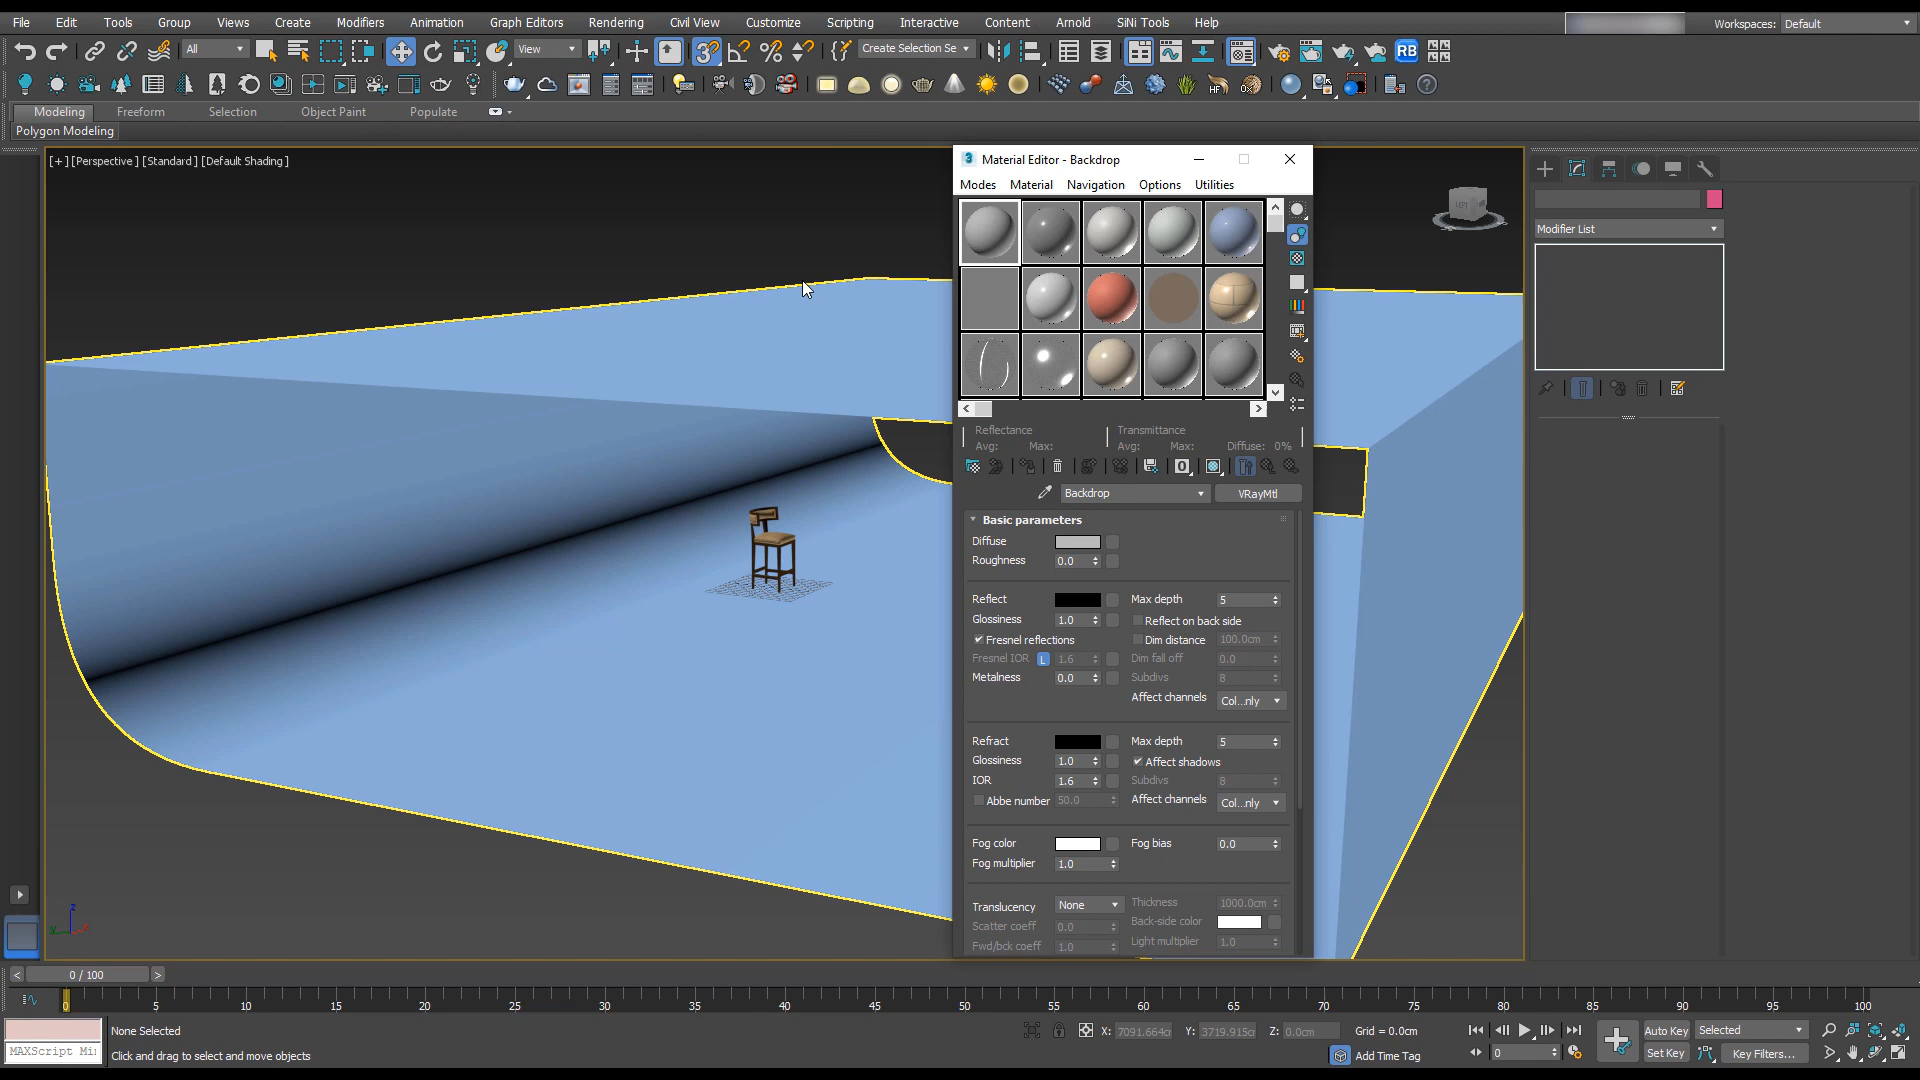 File Edit Tools Group Views Create Modifiers Animation Graph Editors Rendering Civil View Customize Scripting Interactive Content Arnold SiNi Tools Help Workspaces: Default
All View Create Selection Se RB
HF
Modeling Freeform Selection Object Paint Populate
Polygon Modeling
[+] [Perspective] [Standard] [Default Shading]
LEFT
Modifier List
3 Material Editor - Backdrop
Modes Material Navigation Options Utilities
Reflectance Transmittance
Avg: Max: Avg: Max: Diffuse: 0%
Backdrop VRayMtl
Basic parameters
Diffuse
Roughness 0.0
Reflect Max depth 5
Glossiness 1.0 Reflect on back side
Fresnel reflections Dim distance 100.0cm
Fresnel IOR L 1.6 Dim fall off 0.0
Metalness 0.0 Subdivs 8
Affect channels Col...nly
Refract Max depth 5
Glossiness 1.0 Affect shadows
IOR 1.6 Subdivs 8
Abbe number 50.0 Affect channels Col...nly
Fog color Fog bias 0.0
Fog multiplier 1.0
Translucency None Thickness 1000.0cm
Scatter coeff 0.0 Back-side color
Fwd/bck coeff 1.0 Light multiplier 1.0
z
y x
< 0 / 100 >
0 5 10 15 20 25 30 35 40 45 50 55 60 65 70 75 80 85 90 95 100
None Selected X: 7091.664cm Y: 3719.915cm Z: 0.0cm Grid = 0.0cm Auto Key Selected
MAXScript Mi Click and drag to select and move objects Add Time Tag 0 Set Key Key Filters...